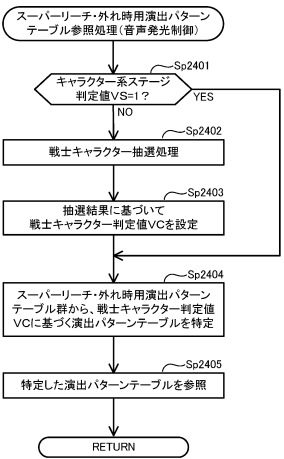 スーパーリーチ・外れ時用演出パターン
テーブル参照処理(音声発光制御)
Sp2401
キャラクター系ステージ
判定値VS=1?
YES
NO
Sp2402
戦士キャラクター抽選処理
Sp2403
抽選結果に基づいて
戦士キャラクター判定値VCを設定
Sp2404
スーパーリーチ・外れ時用演出パターン
テーブル群から、戦士キャラクター判定値
VCに基づく演出パターンテーブルを特定
Sp2405
特定した演出パターンテーブルを参照
RETURN